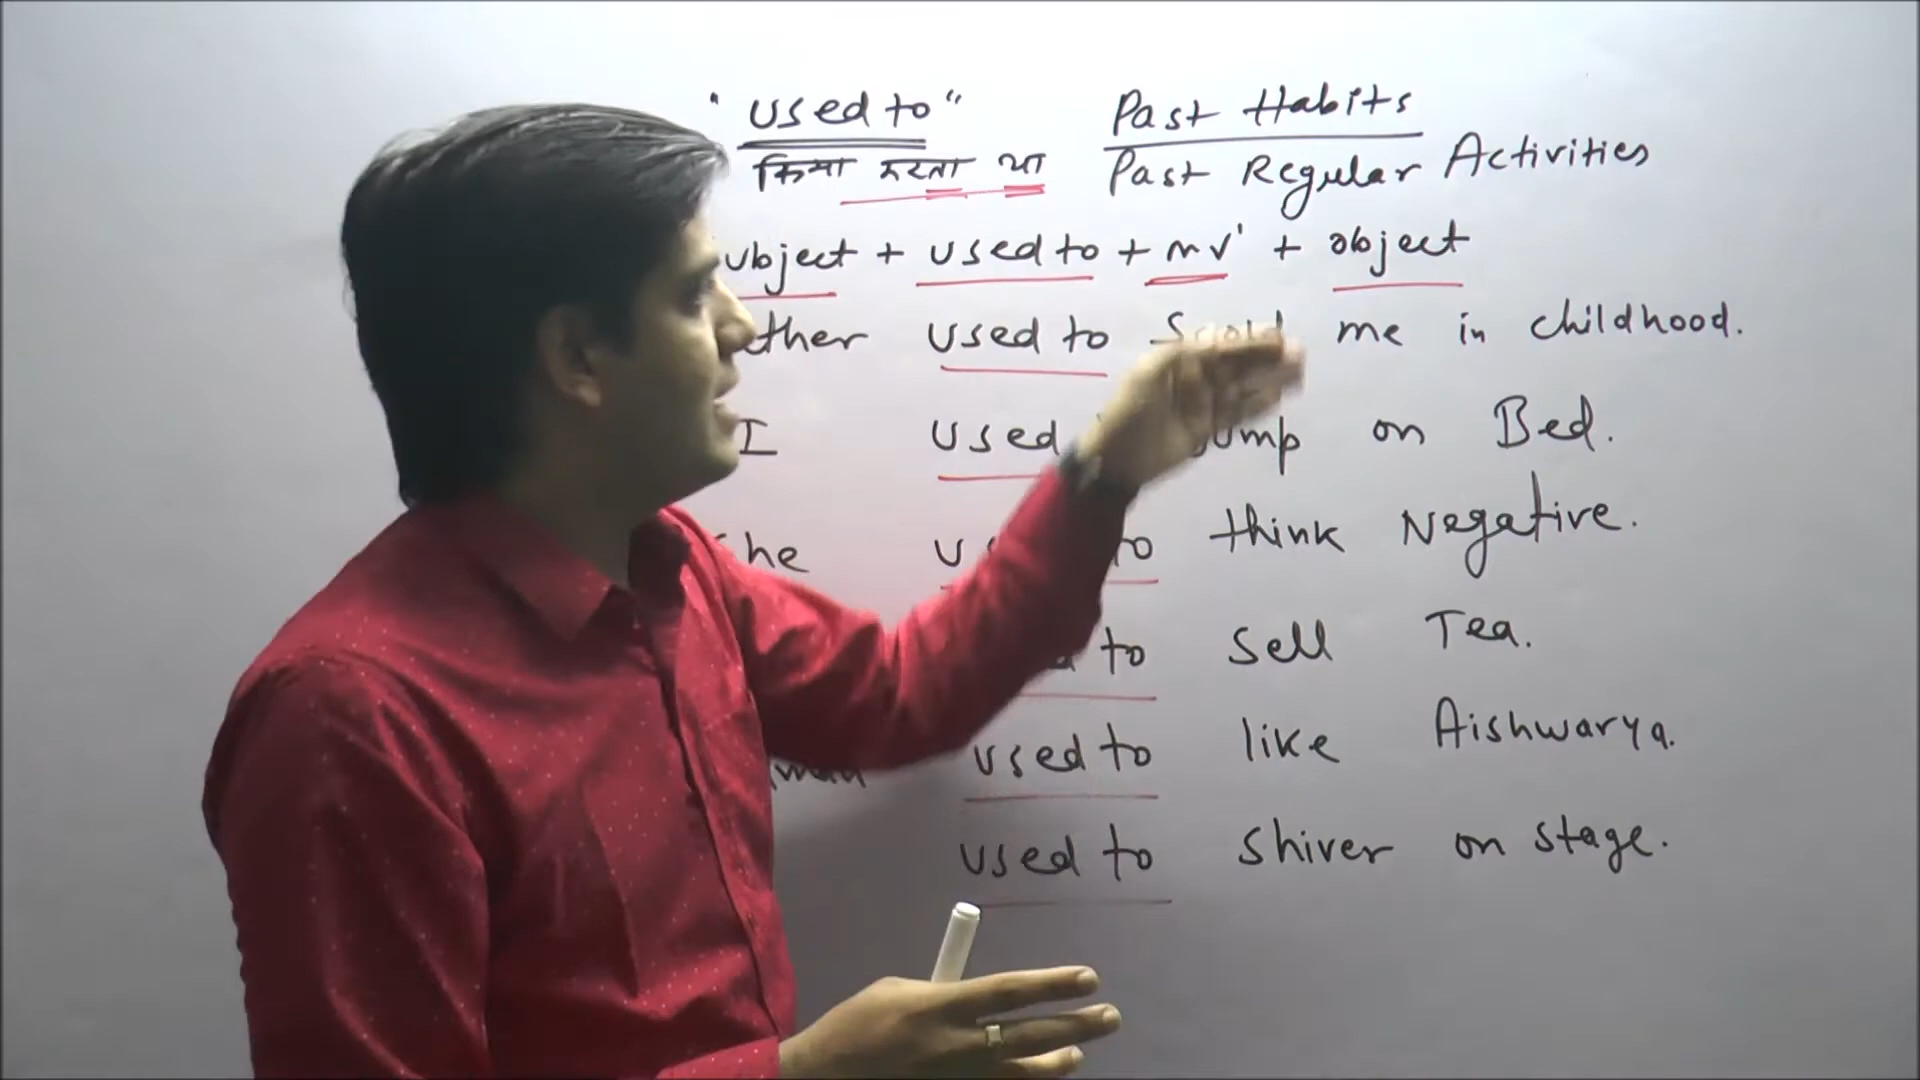 "used to" Past Habits
किया करता था Past Regular Activities
ubject + used to + mv' + object
ther used to Scold me in childhood.
I used jump on Bed.
he to think Negative.
to sell Tea.
used to like Aishwarya.
used to shiver on stage.